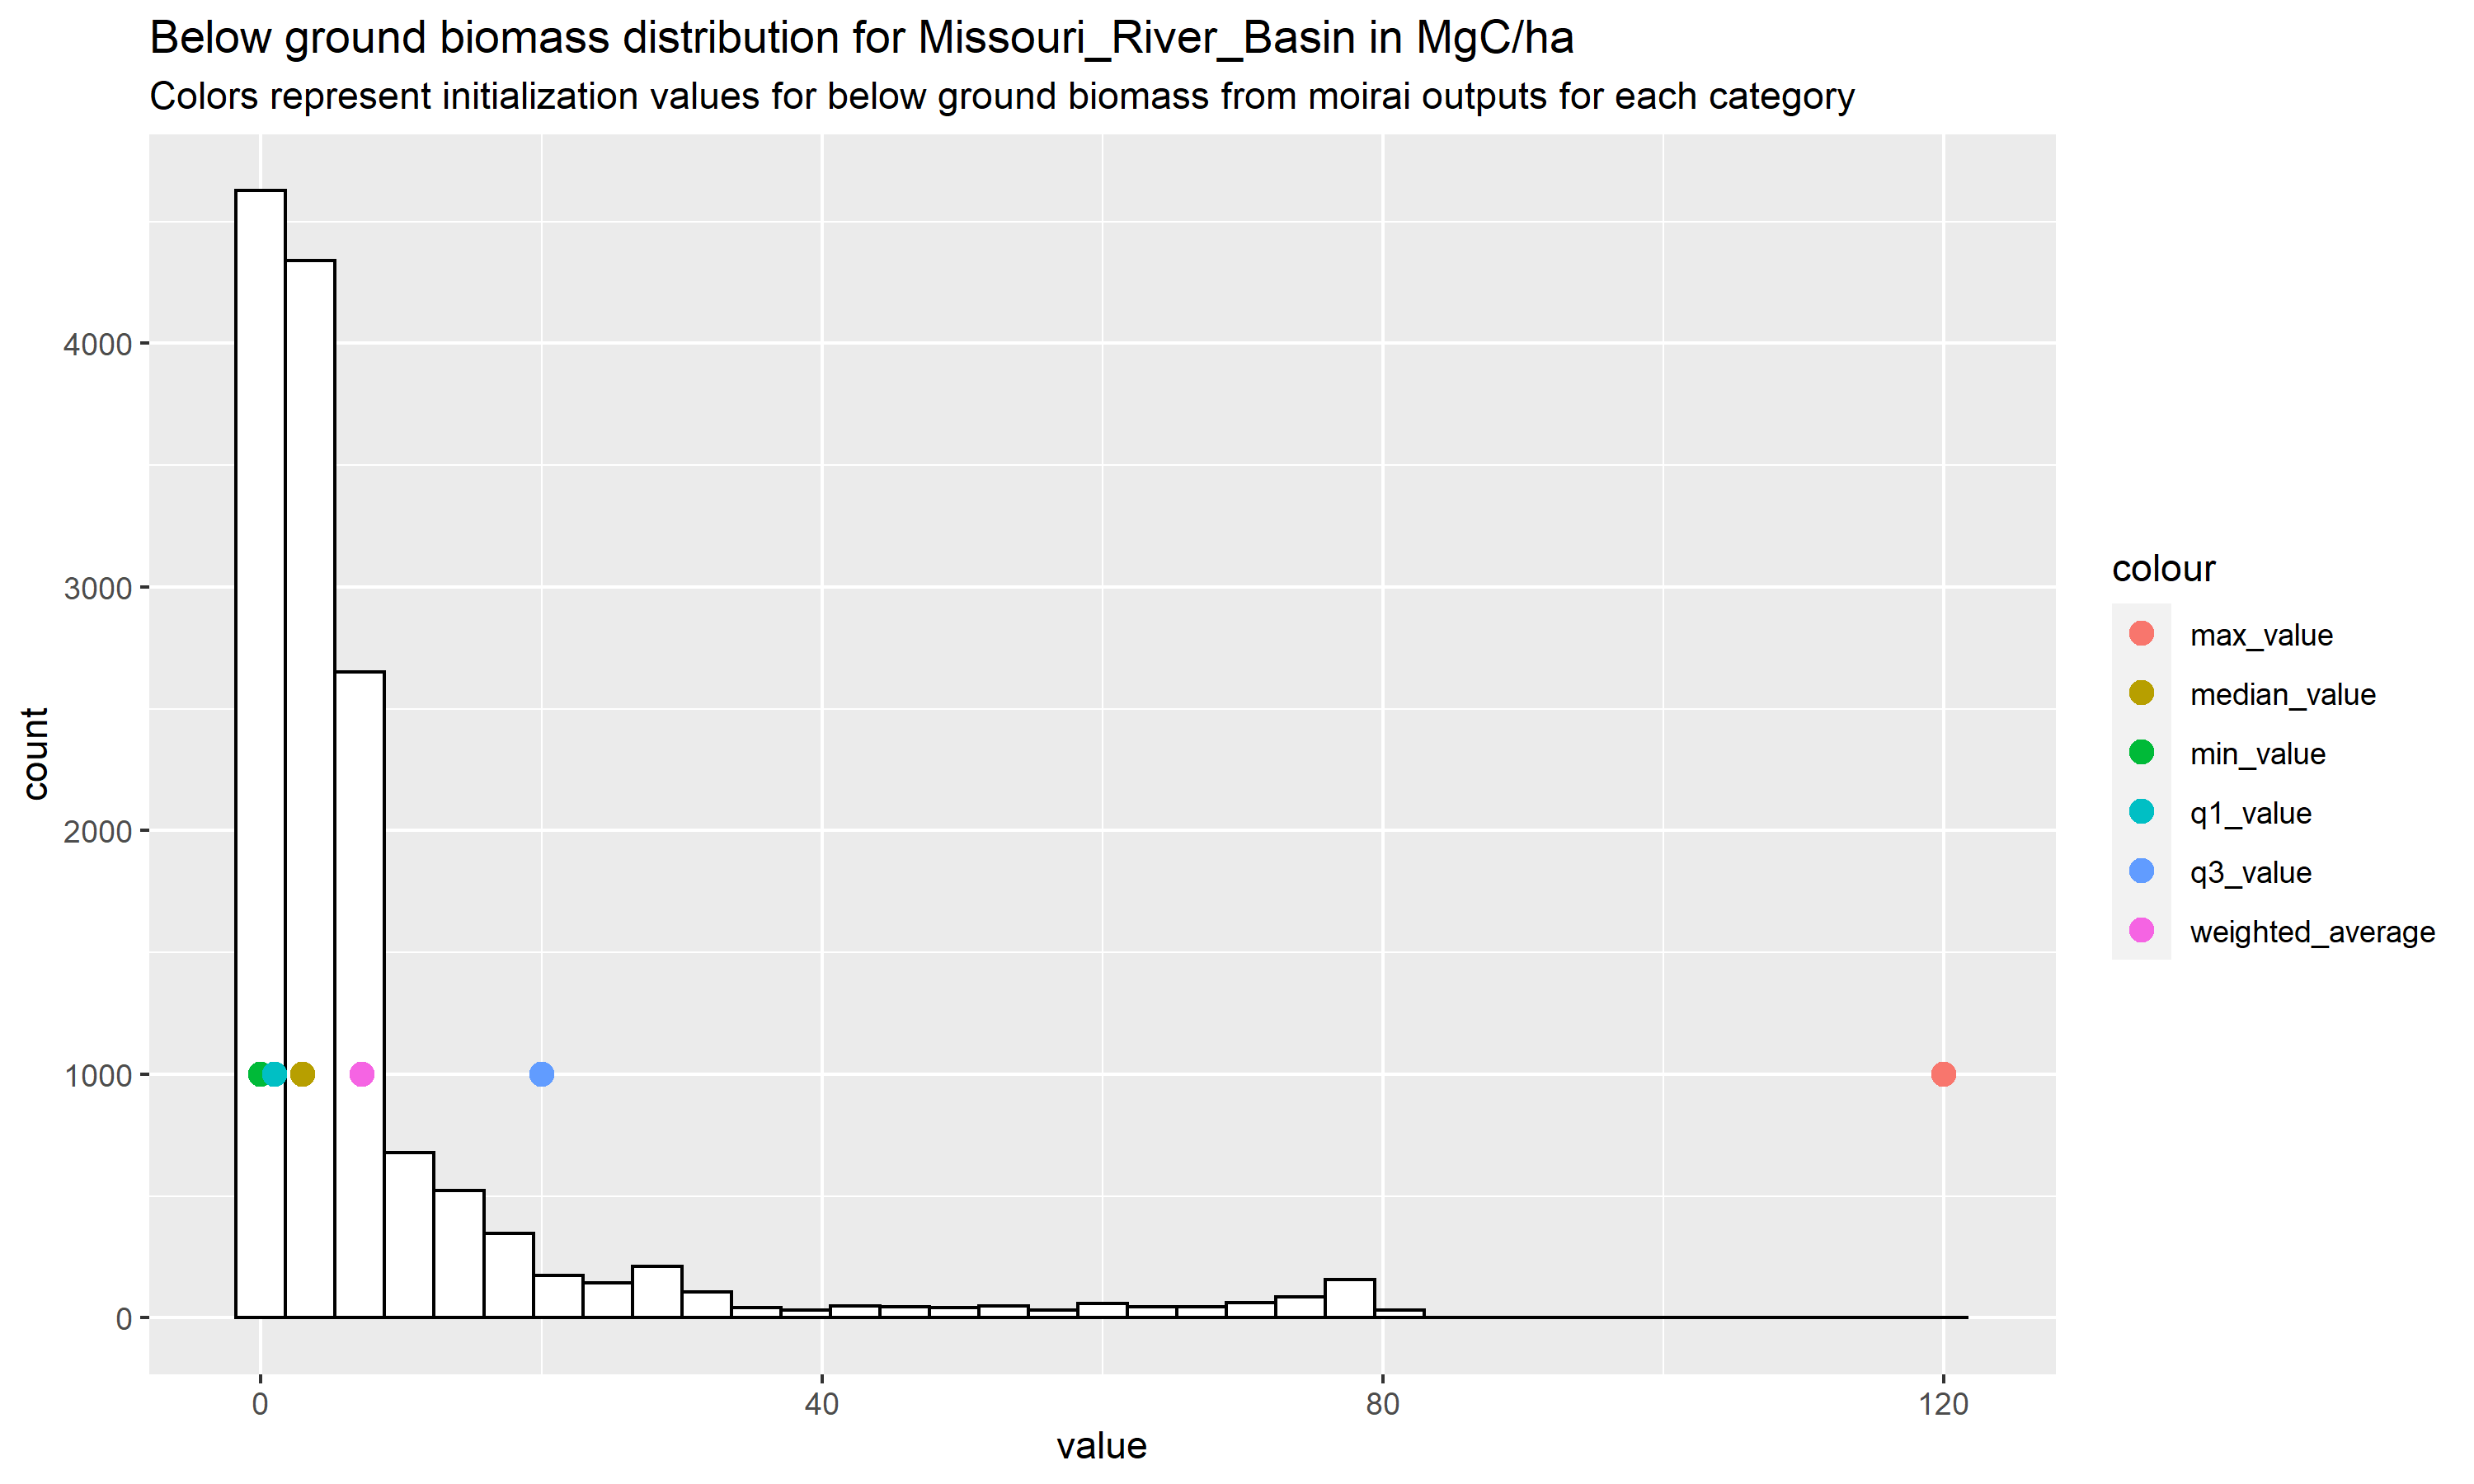 Below ground biomass distribution for Missouri_River_Basin in MgC/ha
Colors represent initialization values for below ground biomass from moirai outputs for each category
4000
3000
2000
1000
0
count
0
40
80
120
value
colour
max_value
median_value
min_value
q1_value
q3_value
weighted_average